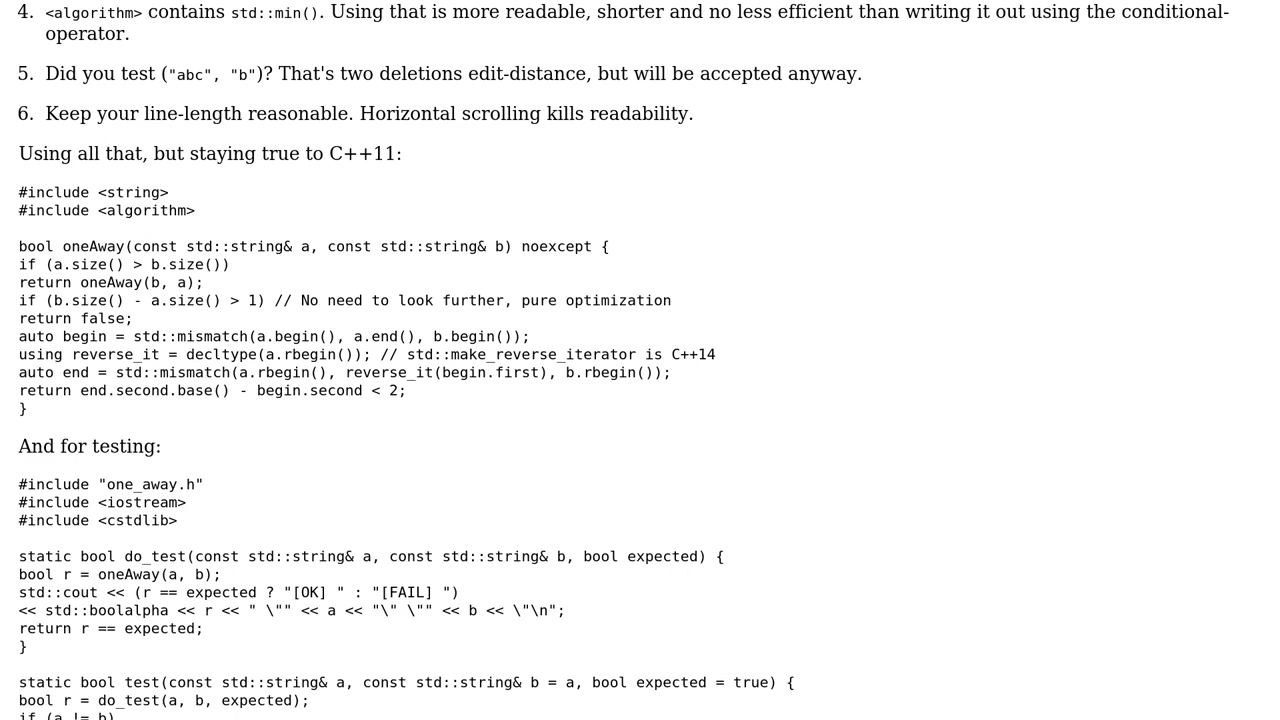 4. <algorithm> contains std::min(). Using that is more readable, shorter and no less efficient than writing it out using the conditional-
operator.
5. Did you test ("abc", "b")? That's two deletions edit-distance, but will be accepted anyway.
6. Keep your line-length reasonable. Horizontal scrolling kills readability.
Using all that, but staying true to C++11:
#include <string>
#include <algorithm>
bool oneAway(const std::string& a, const std::string& b) noexcept {
if (a.size() > b.size())
return oneAway(b, a);
if (b.size() - a.size() > 1) // No need to look further, pure optimization
return false;
auto begin = std::mismatch(a.begin(), a.end(), b.begin());
using reverse_it = decltype(a.rbegin()); // std::make_reverse_iterator is C++14
auto end = std::mismatch(a.rbegin(), reverse_it(begin.first), b.rbegin());
return end.second.base() - begin.second < 2;
}
And for testing:
#include "one_away.h"
#include <iostream>
#include <cstdlib>
static bool do_test(const std::string& a, const std::string& b, bool expected) {
bool r = oneAway(a, b);
std::cout << (r == expected ? "[OK] " : "[FAIL] ")
<< std::boolalpha << r << " \"" << a << "\" \"" << b << \"\n";
return r == expected;
}
static bool test(const std::string& a, const std::string& b = a, bool expected = true) {
bool r = do_test(a, b, expected);
if (a != b)